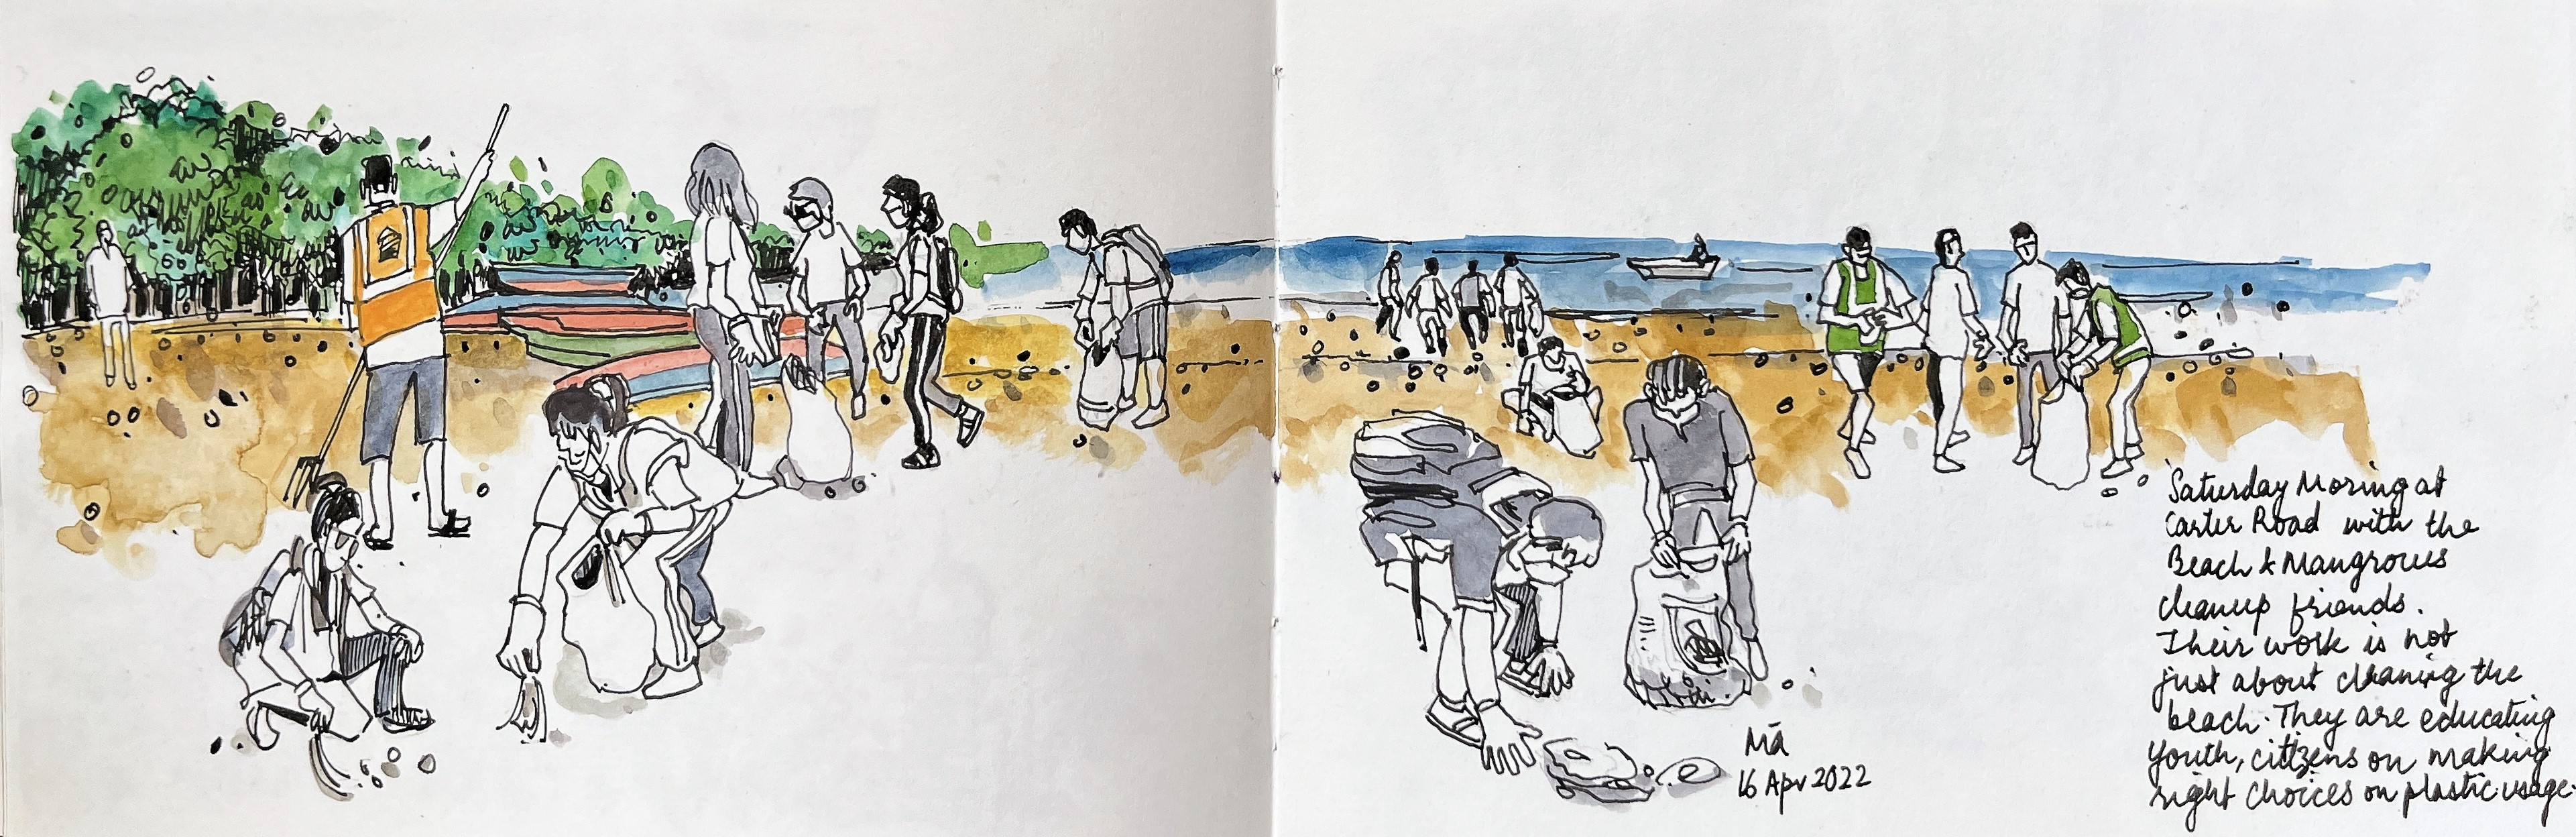 Mā
16 Apr 2022
Saturday Moring at
Carter Road with the
Beach & Mangroves
cleanup friends.
Their work is not
just about cleaning the
beach. They are educating
youth, citizens on making
right choices on plastic usage.